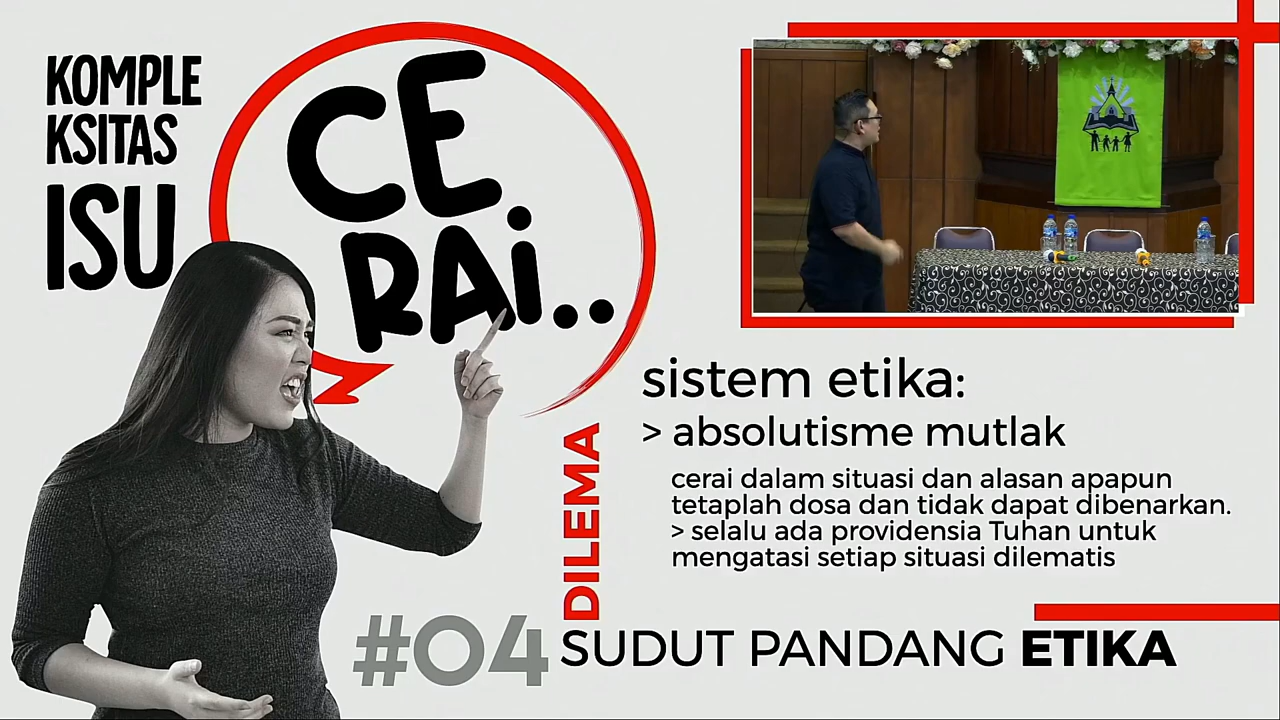 KOMPLE
KSITAS
ISU
CE
RAi..
sistem etika:
> absolutisme mutlak
cerai dalam situasi dan alasan apapun
tetaplah dosa dan tidak dapat dibenarkan.
> selalu ada providensia Tuhan untuk
mengatasi setiap situasi dilematis
DILEMA
#04 SUDUT PANDANG ETIKA